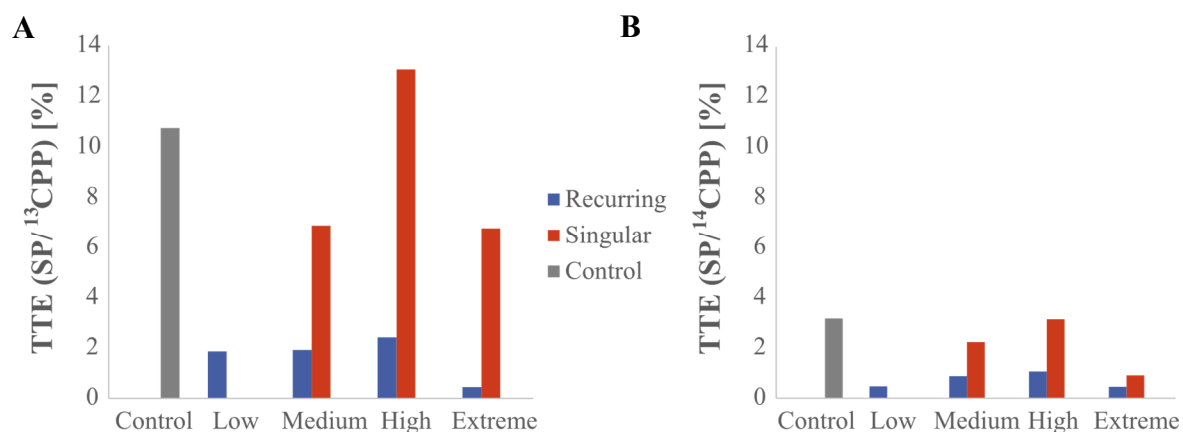 A
TTE (SP/¹³CPP) [%]
14
12
10
8
6
4
2
0
Control Low Medium High Extreme
Recurring
Singular
Control
B
TTE (SP/¹⁴CPP) [%]
14
12
10
8
6
4
2
0
Control Low Medium High Extreme